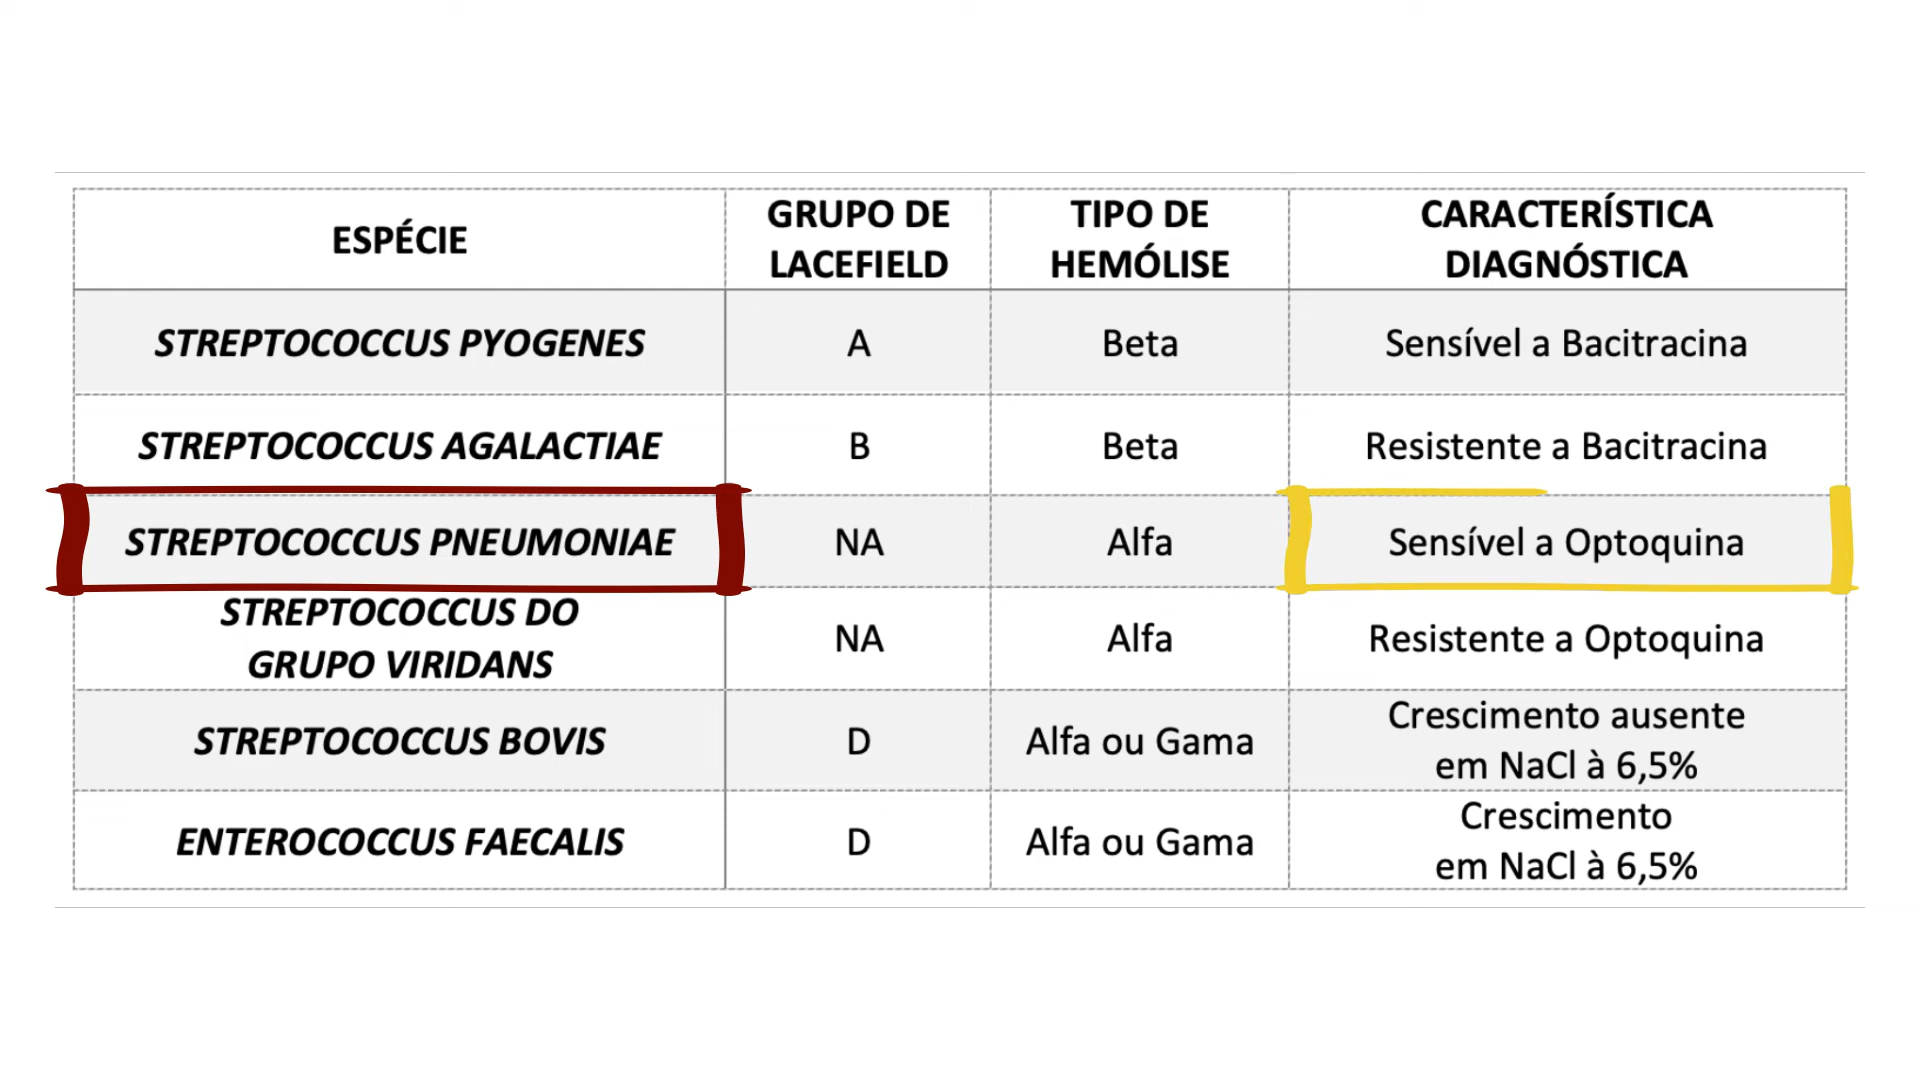 ESPÉCIE
GRUPO DE
LACEFIELD
TIPO DE
HEMÓLISE
CARACTERÍSTICA
DIAGNÓSTICA
STREPTOCOCCUS PYOGENES
A
Beta
Sensível a Bacitracina
STREPTOCOCCUS AGALACTIAE
B
Beta
Resistente a Bacitracina
STREPTOCOCCUS PNEUMONIAE
NA
Alfa
Sensível a Optoquina
STREPTOCOCCUS DO
GRUPO VIRIDANS
NA
Alfa
Resistente a Optoquina
STREPTOCOCCUS BOVIS
D
Alfa ou Gama
Crescimento ausente
em NaCl à 6,5%
ENTEROCOCCUS FAECALIS
D
Alfa ou Gama
Crescimento
em NaCl à 6,5%